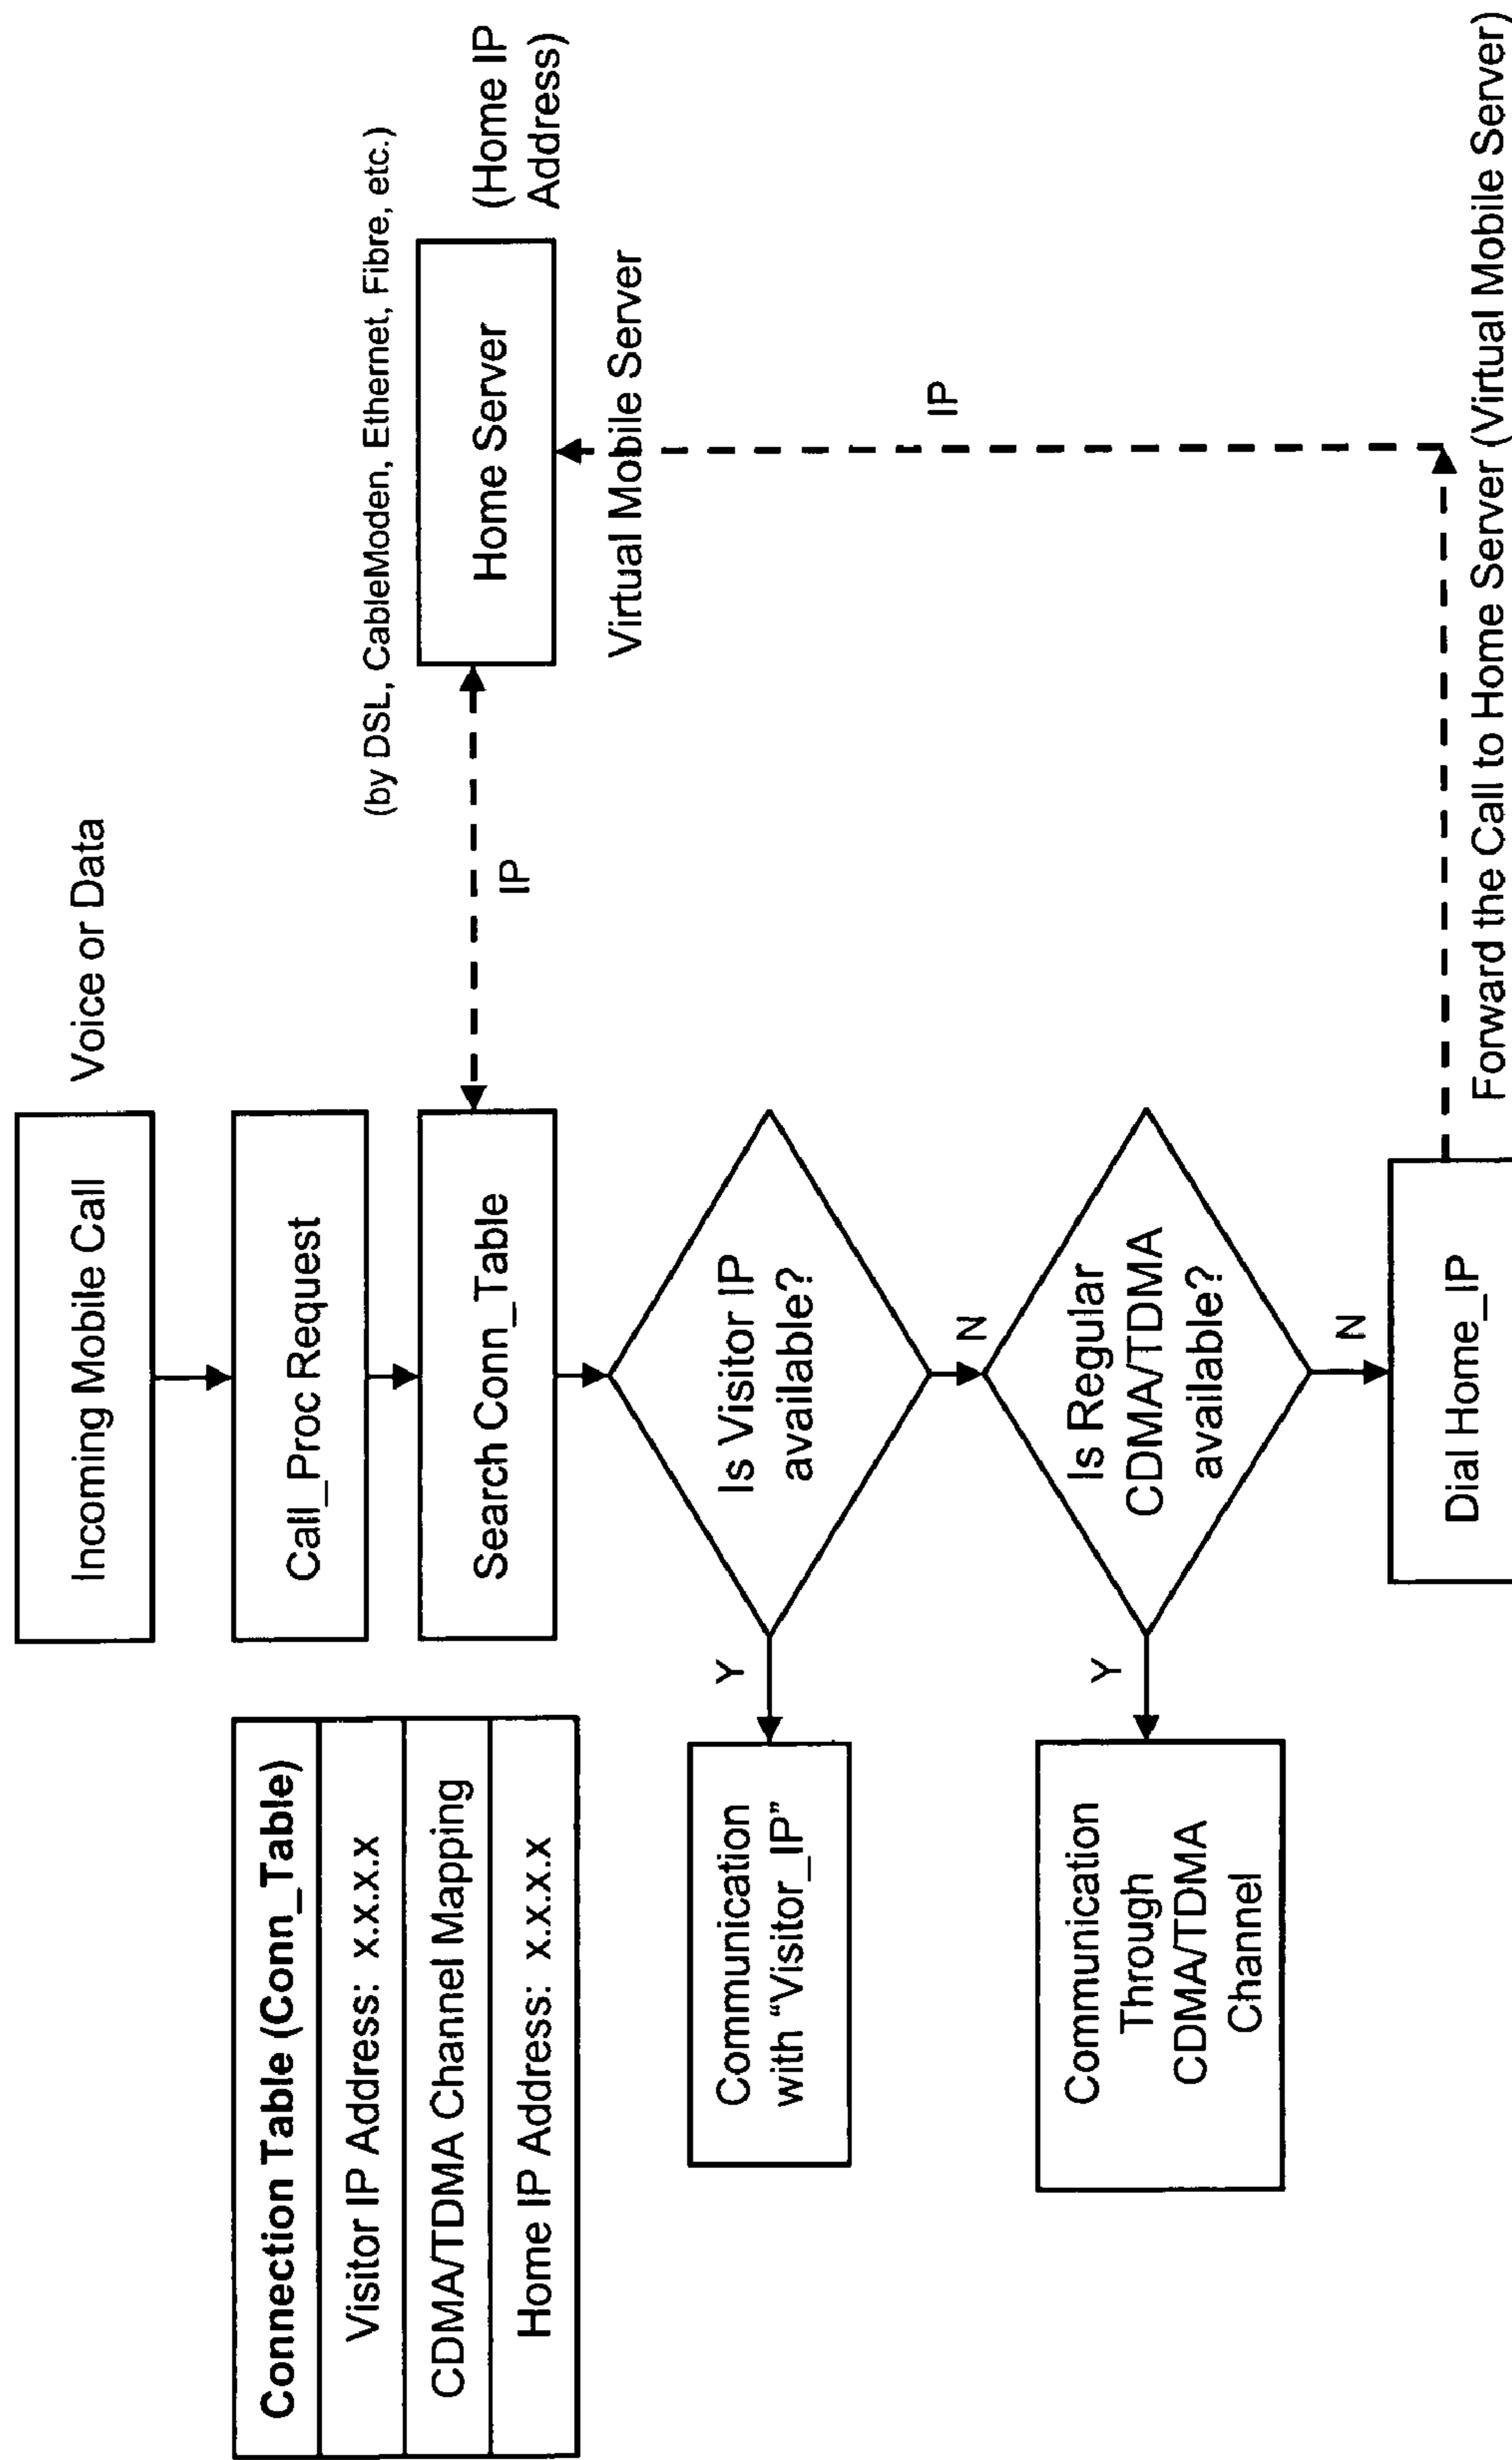 Incoming Mobile Call
Voice or Data
Connection Table (Conn_Table)
Visitor IP Address: x.x.x.x
CDMA/TDMA Channel Mapping
Home IP Address: x.x.x.x
Call_Proc Request
Search Conn_Table
IP
(by DSL, CableModen, Ethernet, Fibre, etc.)
Home Server
(Home IP
Address)
Virtual Mobile Server
Is Visitor IP
available?
Y
Communication
with “Visitor_IP”
N
Is Regular
CDMA/TDMA
available?
Y
Communication
Through
CDMA/TDMA
Channel
N
IP
Dial Home_IP
Forward the Call to Home Server (Virtual Mobile Server)